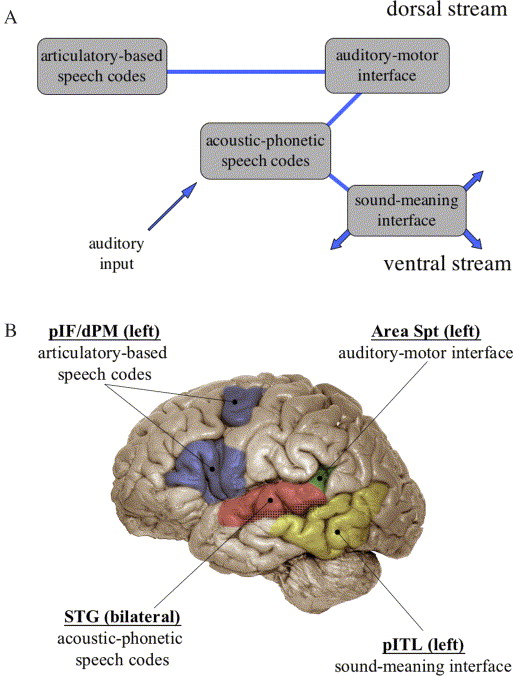 A
dorsal stream
articulatory-based
speech codes
auditory-motor
interface
acoustic-phonetic
speech codes
sound-meaning
interface
auditory
input
ventral stream
B
pIF/dPM (left)
articulatory-based
speech codes
Area Spt (left)
auditory-motor interface
STG (bilateral)
acoustic-phonetic
speech codes
pITL (left)
sound-meaning interface